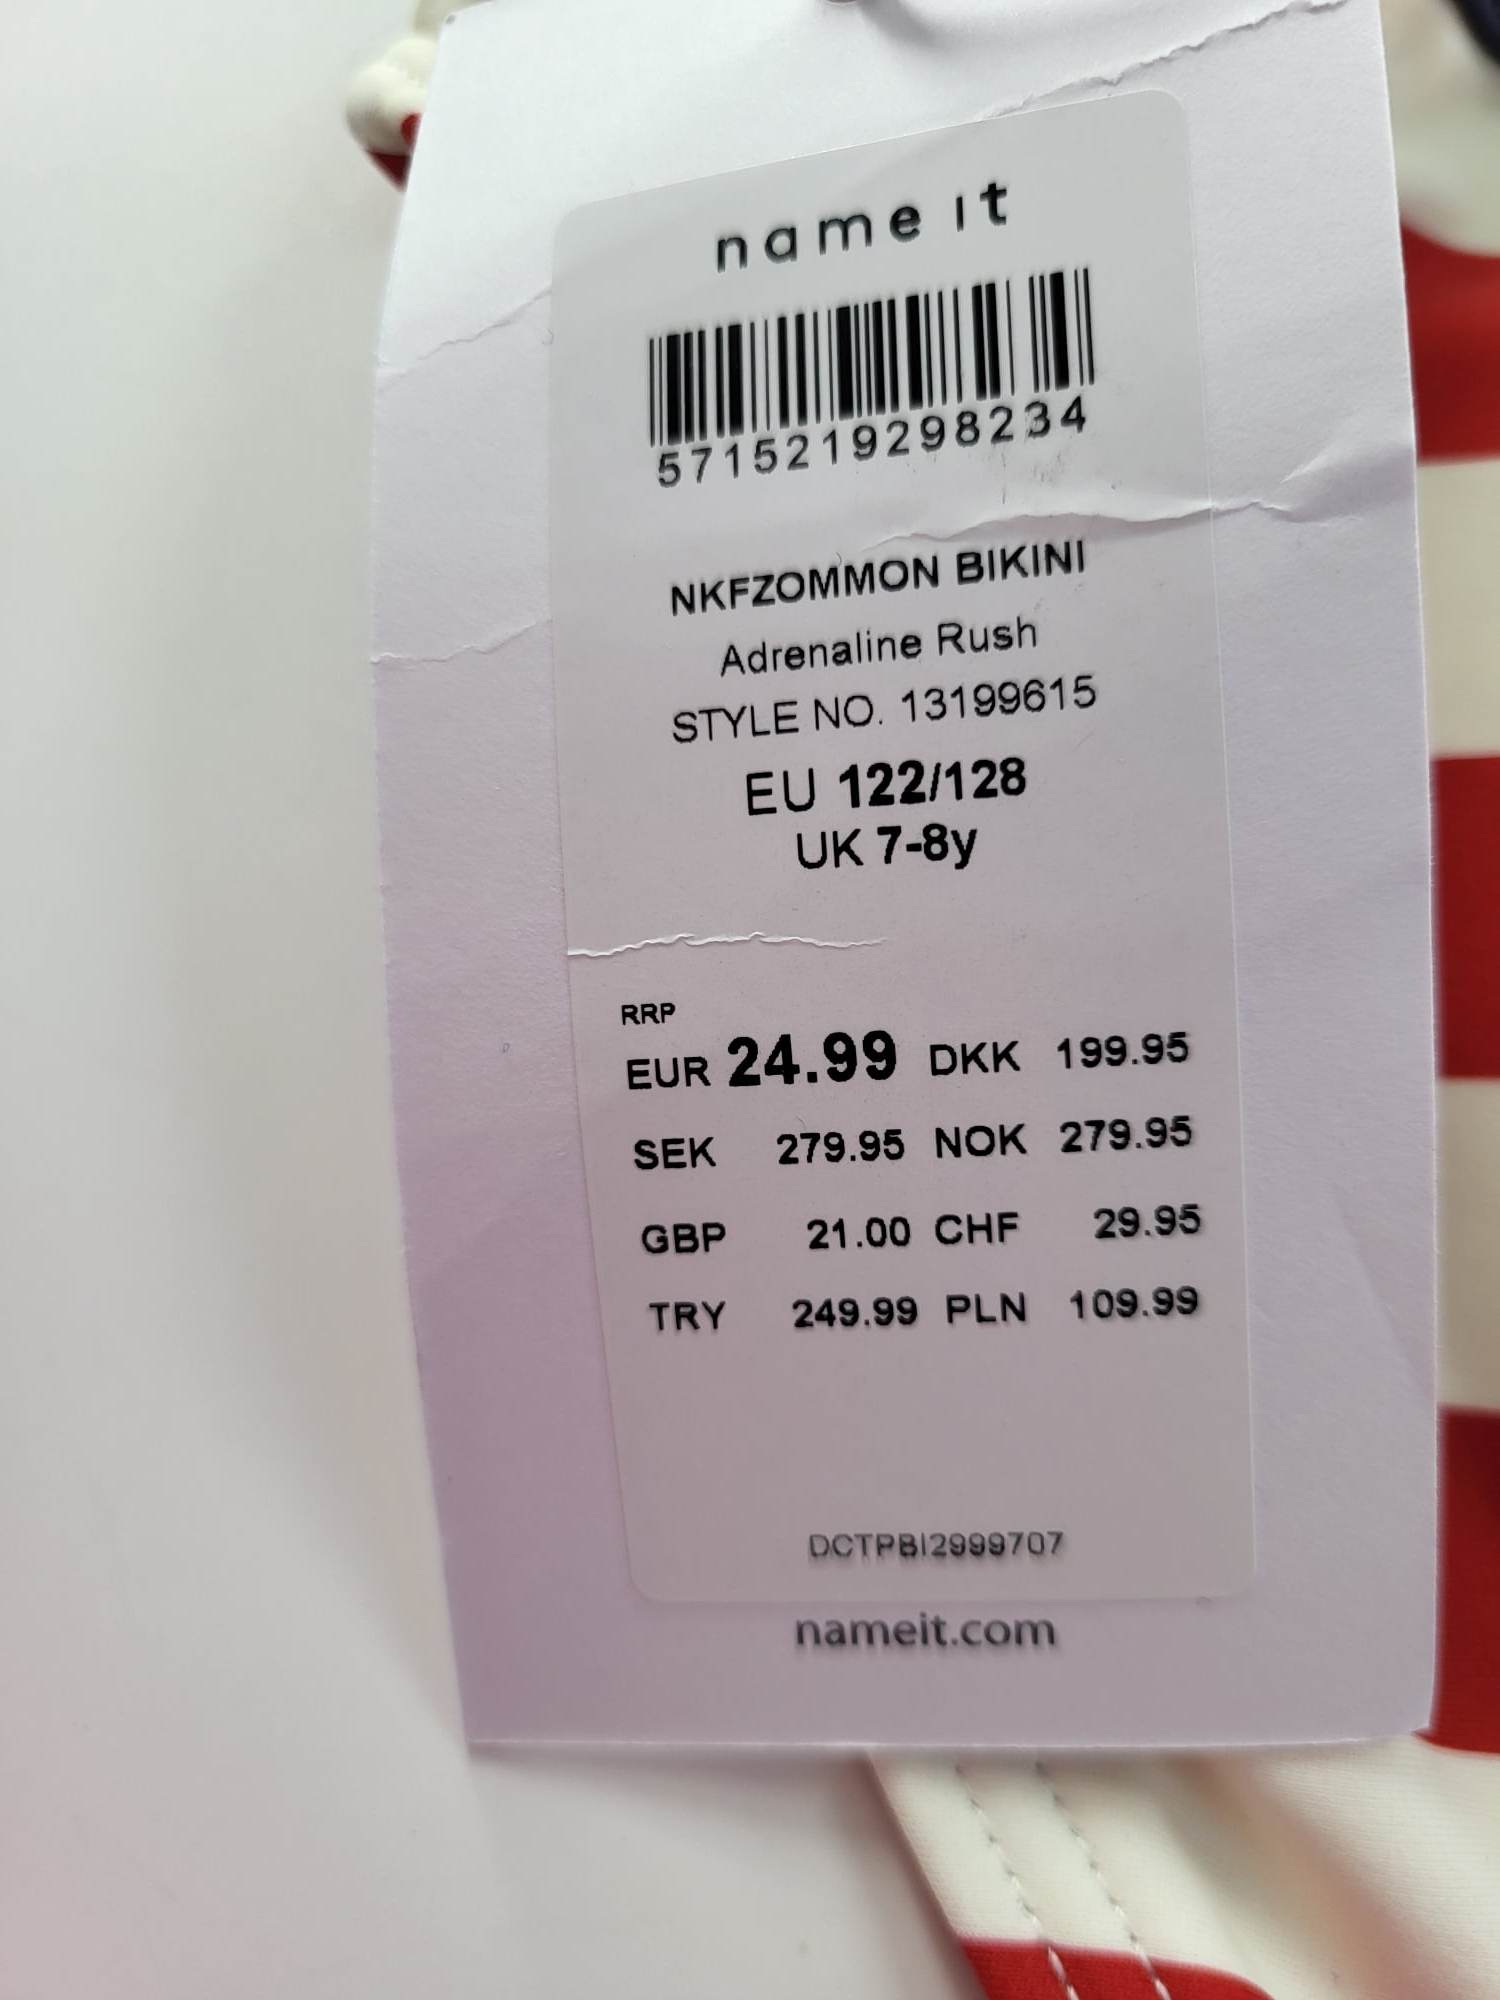 name it
5715219298234
NKFZOMMON BIKINI
Adrenaline Rush
STYLE NO. 13199615
EU 122/128
UK 7-8y
RRP
EUR 24.99 DKK 199.95
SEK 279.95 NOK 279.95
GBP 21.00 CHF 29.95
TRY 249.99 PLN 109.99
DCTPBI2999707
nameit.com